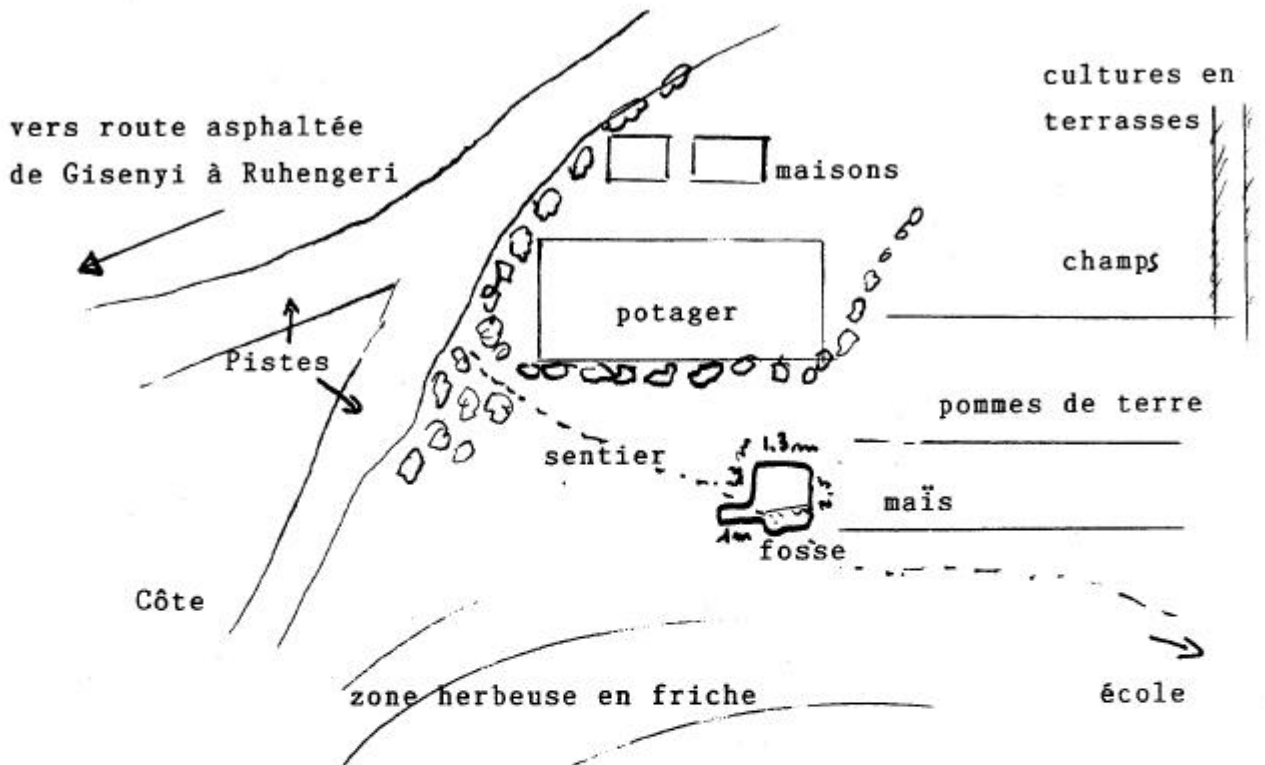 cultures en
terrasses
vers route asphaltée
de Gisenyi à Ruhengeri
maisons
champs
potager
Pistes
pommes de terre
sentier
1.3m
maïs
1m
fosse
Côte
zone herbeuse en friche
école